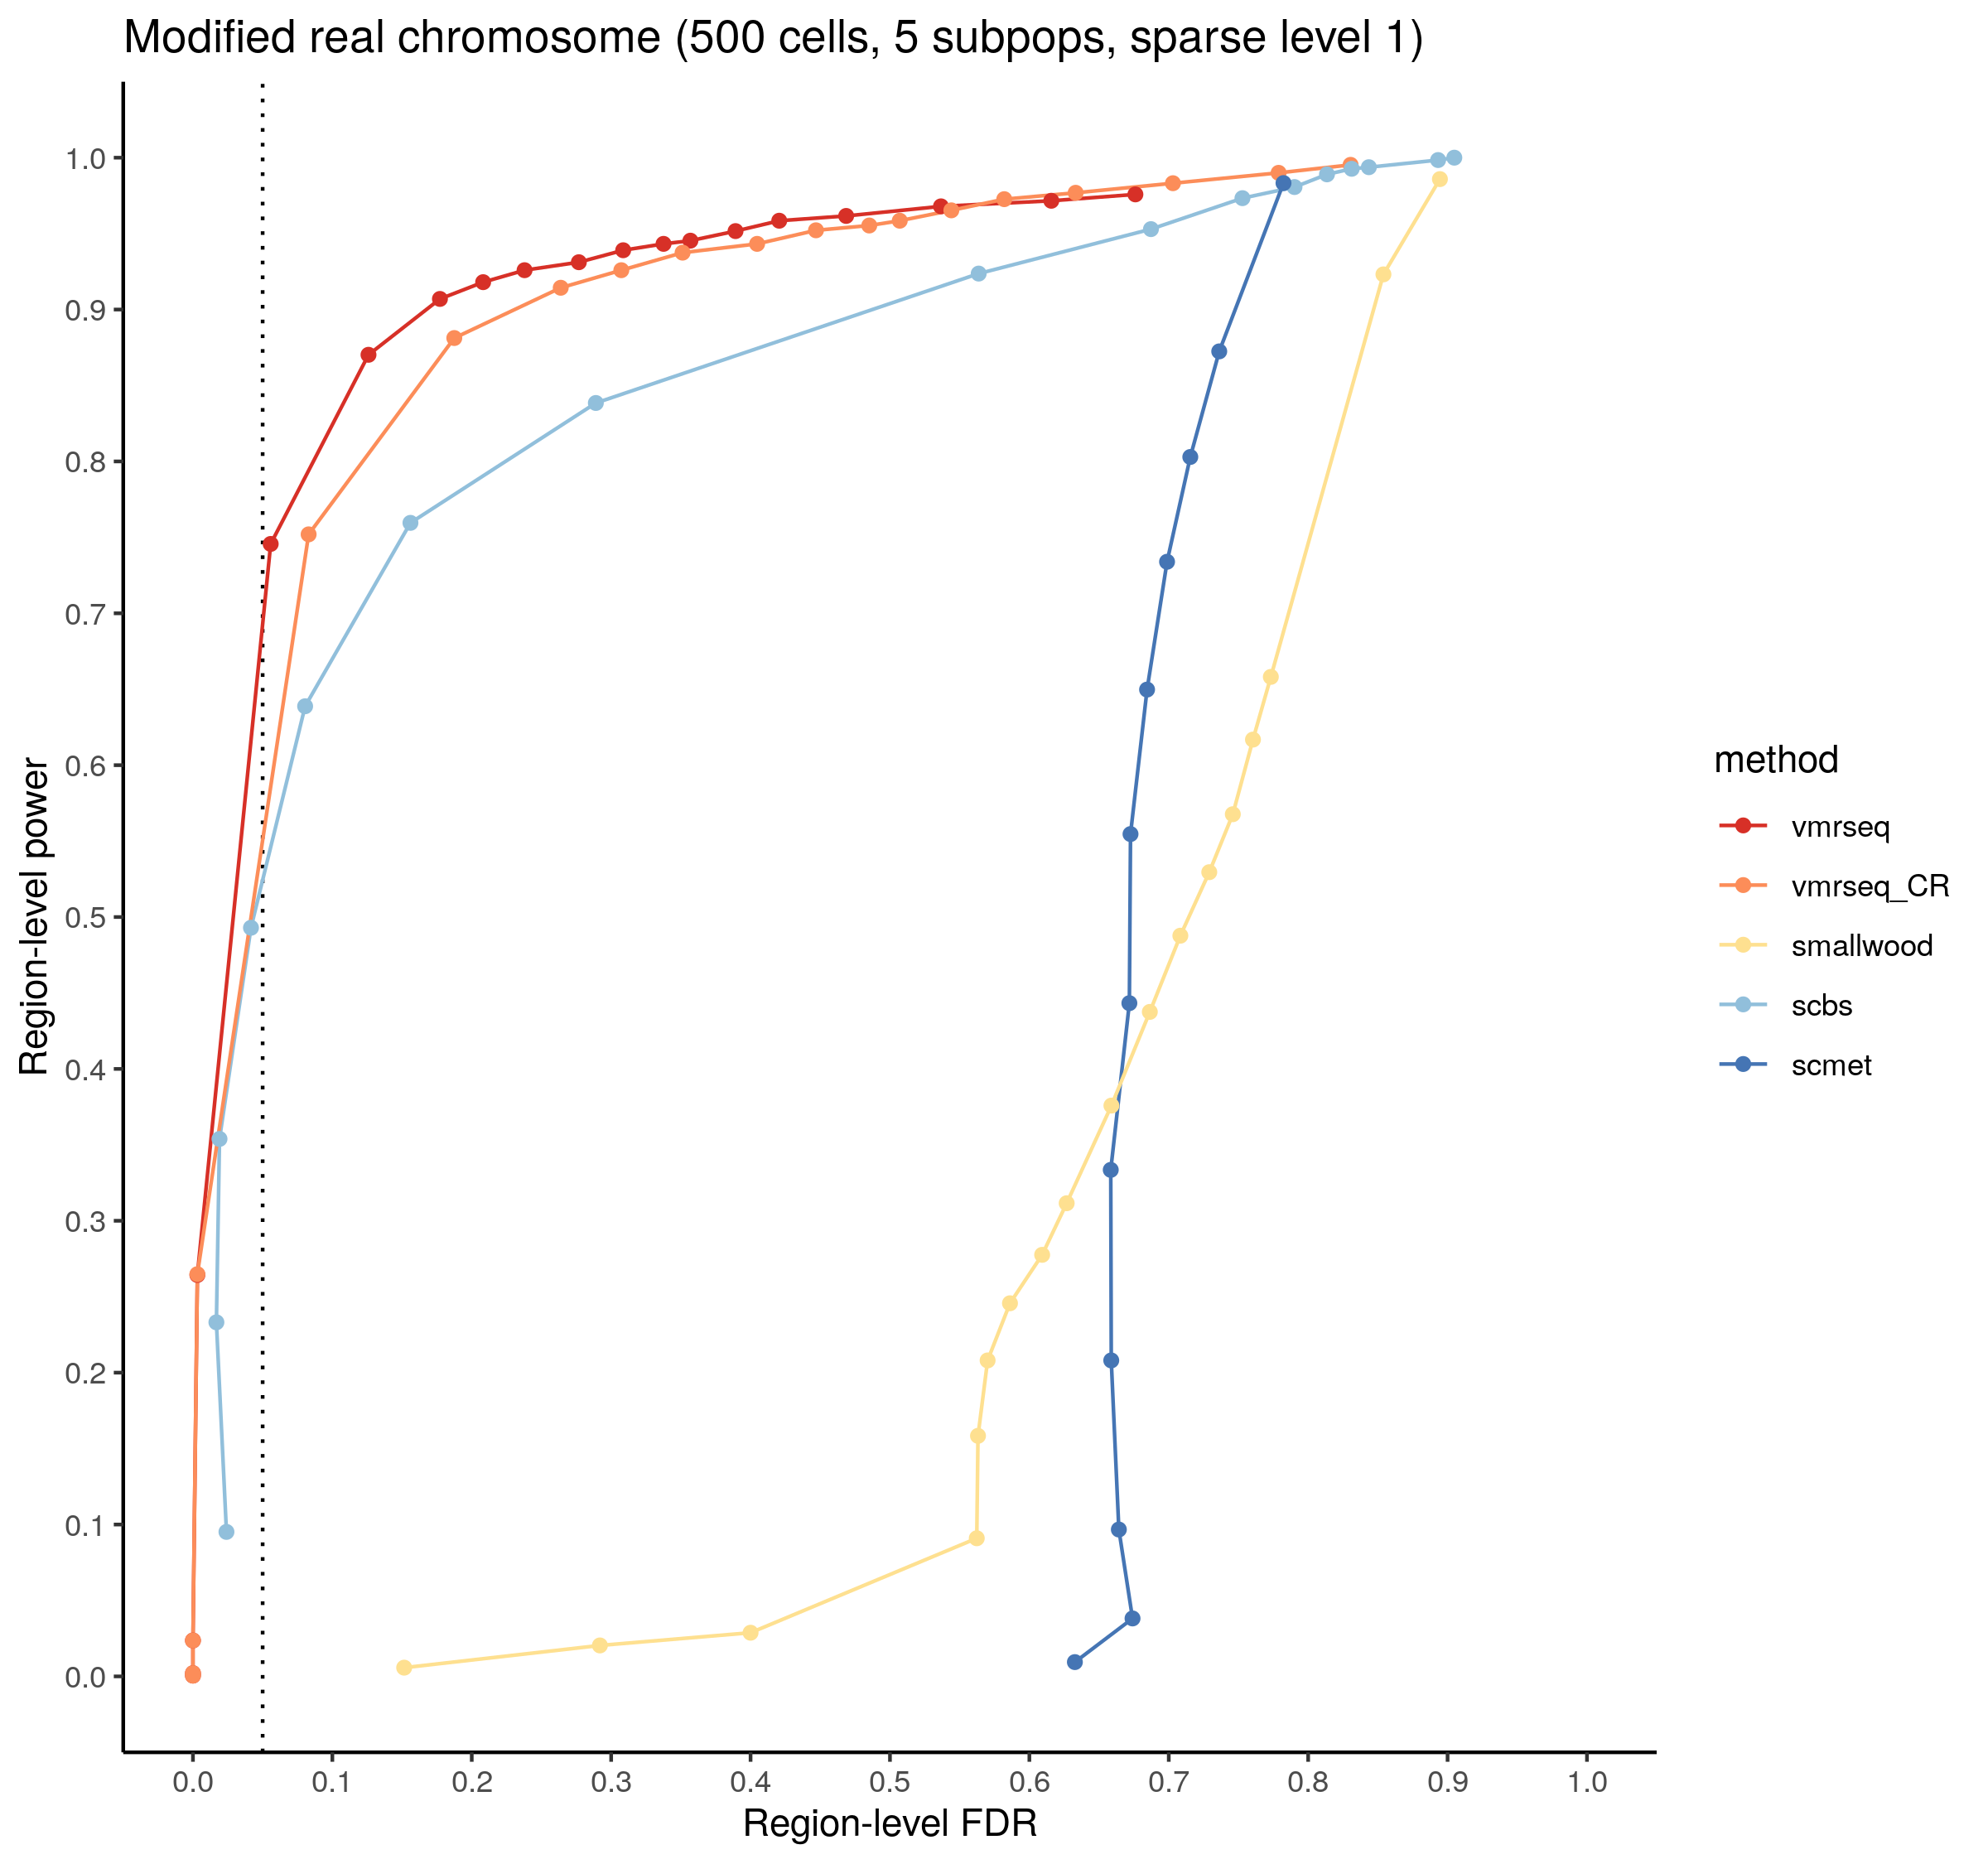 Modified real chromosome (500 cells, 5 subpops, sparse level 1)
Region-level power
1.0
0.9
0.8
0.7
0.6
0.5
0.4
0.3
0.2
0.1
0.0
0.0 0.1 0.2 0.3 0.4 0.5 0.6 0.7 0.8 0.9 1.0
Region-level FDR
method
vmrseq
vmrseq_CR
smallwood
scbs
scmet